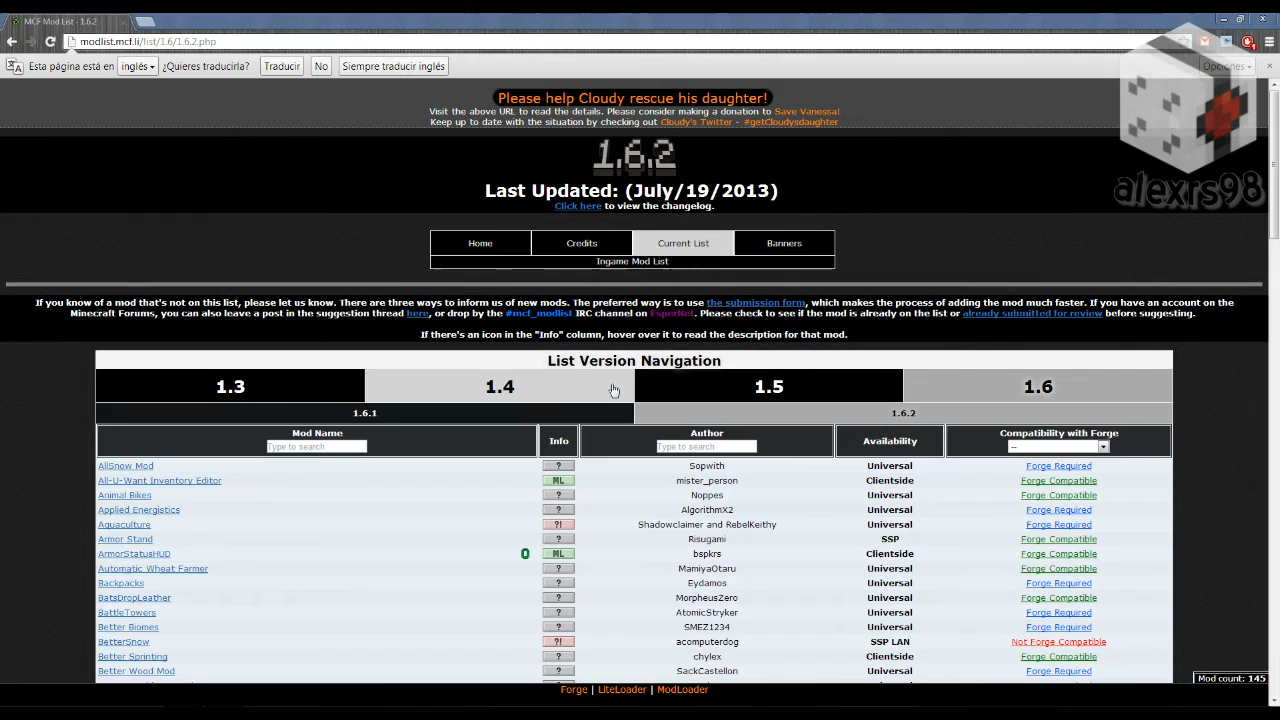 MCF Mod List - 1.6.2
modlist.mcf.li/list/1.6/1.6.2.php
Esta página está en inglés ¿Quieres traducirla? Traducir No Siempre traducir inglés Opciones
Please help Cloudy rescue his daughter!
Visit the above URL to read the details. Please consider making a donation to Save Vanessa!
Keep up to date with the situation by checking out Cloudy's Twitter - #getCloudysdaughter
alexrs98
1.6.2
Last Updated: (July/19/2013)
Click here to view the changelog.
Home Credits Current List Banners
Ingame Mod List
If you know of a mod that's not on this list, please let us know. There are three ways to inform us of new mods. The preferred way is to use the submission form, which makes the process of adding the mod much faster. If you have an account on the
Minecraft Forums, you can also leave a post in the suggestion thread here, or drop by the #mcf_modlist IRC channel on EsperNet. Please check to see if the mod is already on the list or already submitted for review before suggesting.
If there's an icon in the "Info" column, hover over it to read the description for that mod.
List Version Navigation
1.3 1.4 1.5 1.6
1.6.1 1.6.2
Mod Name Info Author Availability Compatibility with Forge
Type to search Type to search --
AllSnow Mod ? Sopwith Universal Forge Required
All-U-Want Inventory Editor ML mister_person Clientside Forge Compatible
Animal Bikes ? Noppes Universal Forge Compatible
Applied Energistics ? AlgorithmX2 Universal Forge Required
Aquaculture ?! Shadowclaimer and RebelKeithy Universal Forge Required
Armor Stand ? Risugami SSP Forge Compatible
ArmorStatusHUD ML bspkrs Clientside Forge Compatible
Automatic Wheat Farmer ? MamiyaOtaru Universal Forge Compatible
Backpacks ? Eydamos Universal Forge Required
BatsDropLeather ? MorpheusZero Universal Forge Compatible
BattleTowers ? AtomicStryker Universal Forge Required
Better Biomes ? SMEZ1234 Universal Forge Required
BetterSnow ?! acomputerdog SSP LAN Not Forge Compatible
Better Sprinting ? chylex Clientside Forge Compatible
Better Wood Mod ? SackCastellon Universal Forge Required
Mod count: 145
Forge | LiteLoader | ModLoader